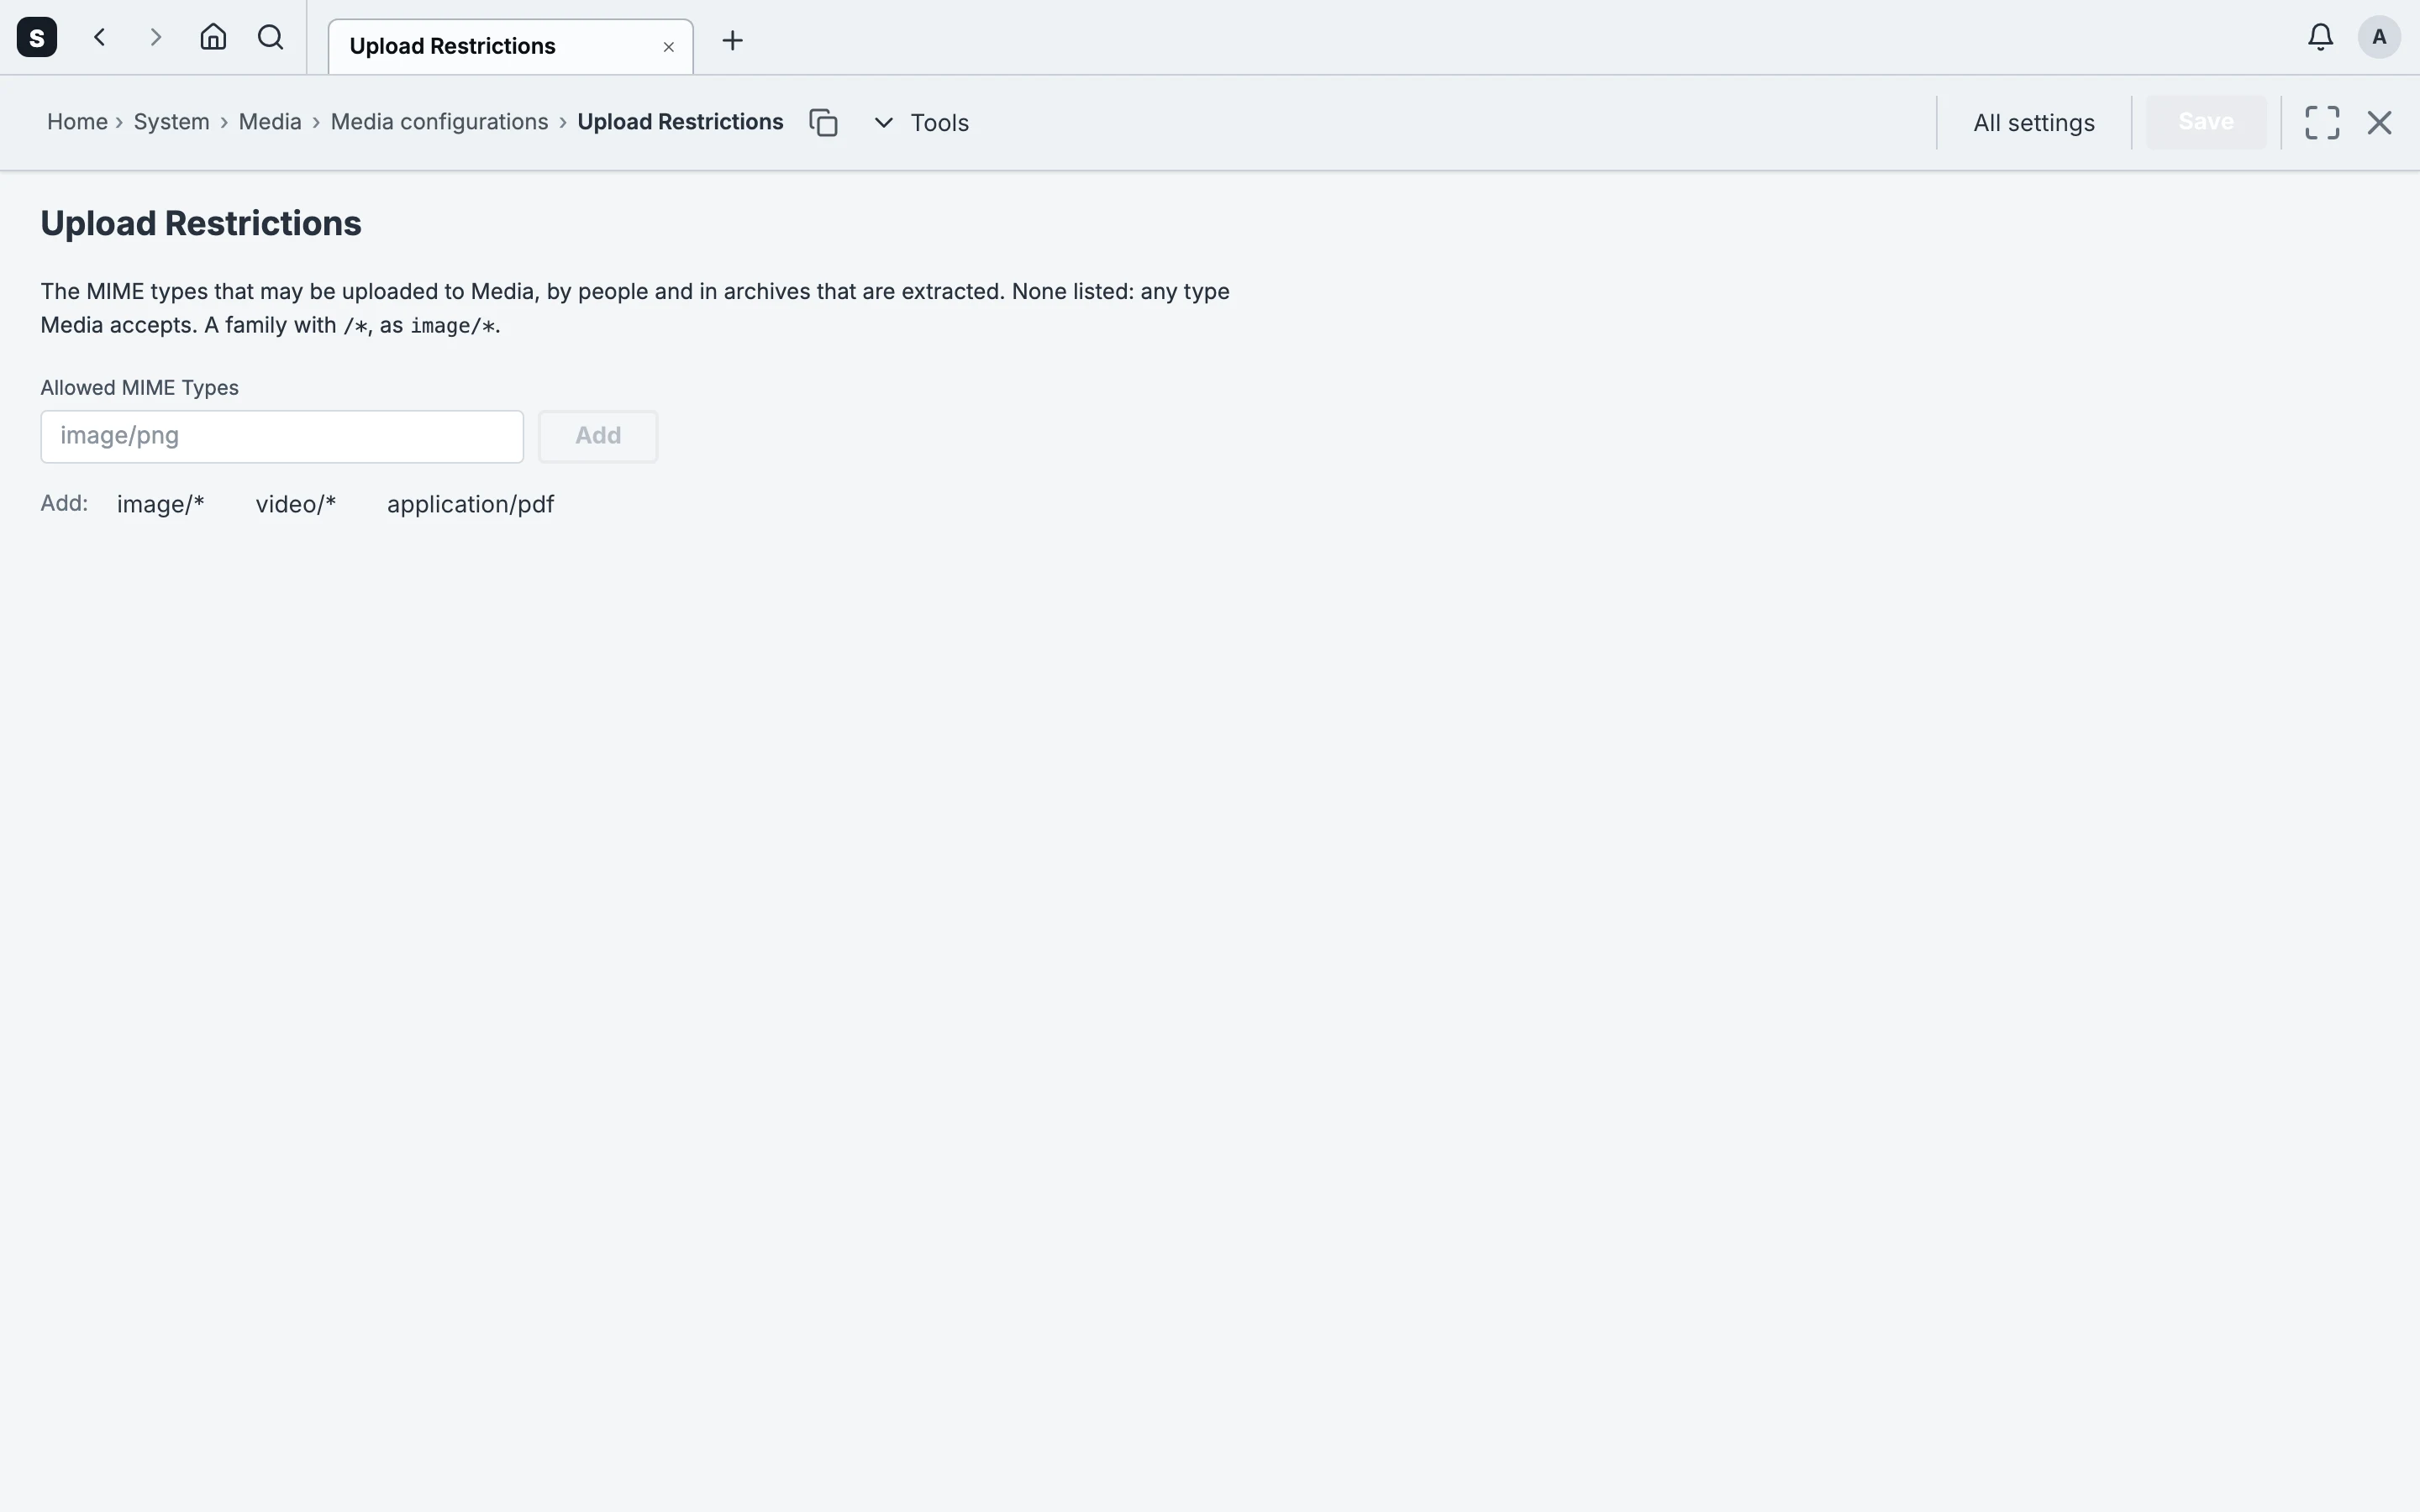 S
Upload Restrictions
A
Home › System › Media › Media configurations › Upload Restrictions
Tools
All settings
Save
Upload Restrictions
The MIME types that may be uploaded to Media, by people and in archives that are extracted. None listed: any type
Media accepts. A family with /*, as image/*.
Allowed MIME Types
image/png
Add
Add: image/* video/* application/pdf